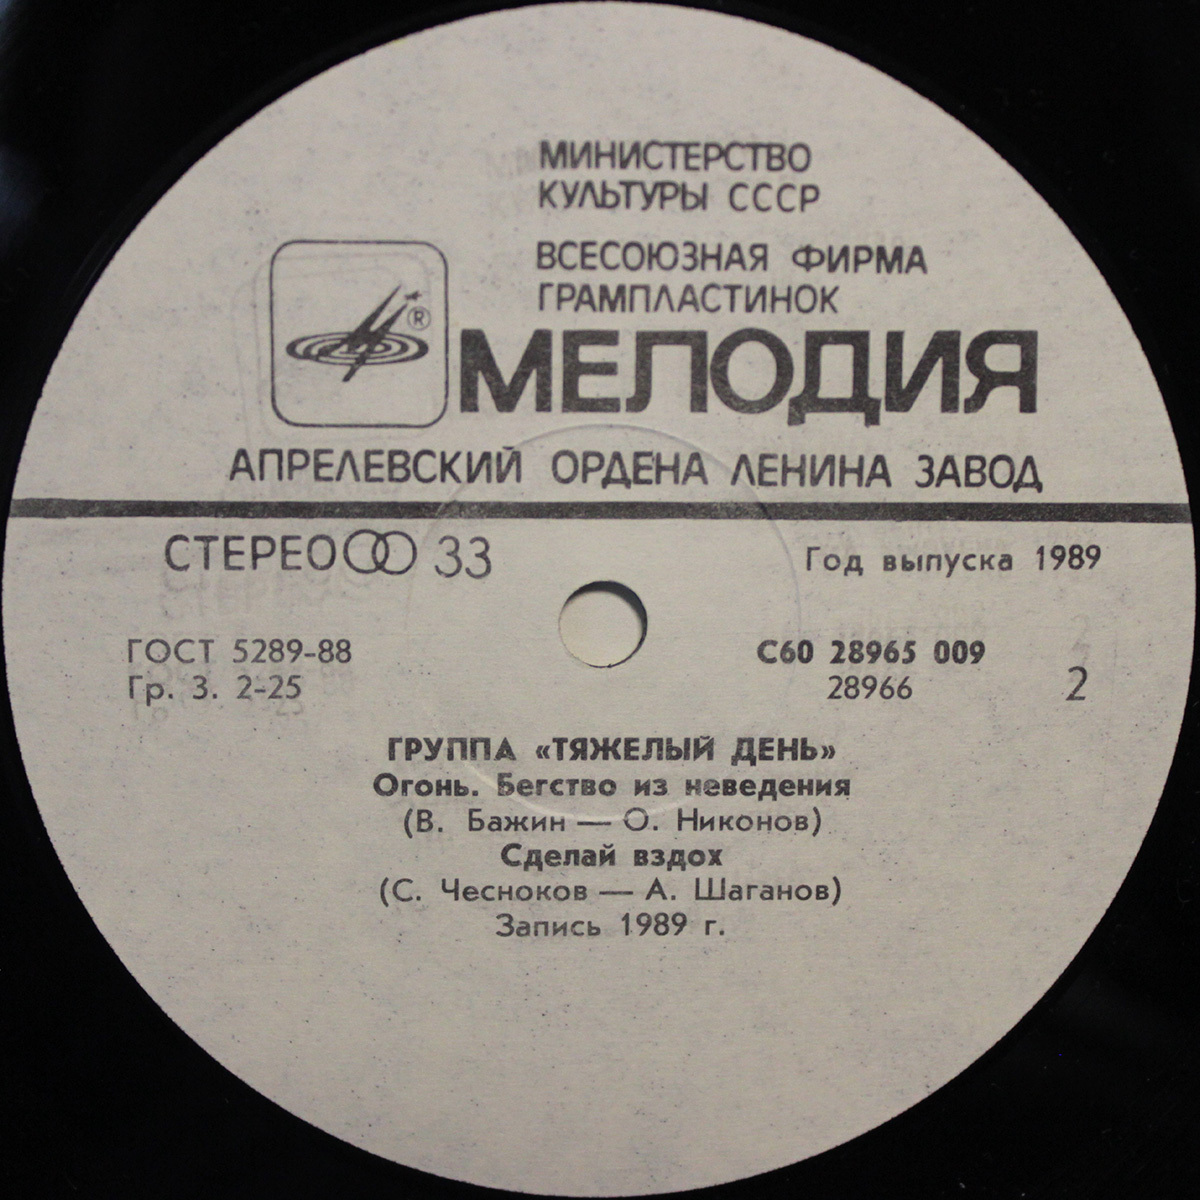 МИНИСТЕРСТВО
КУЛЬТУРЫ СССР
ВСЕСОЮЗНАЯ ФИРМА
ГРАМПЛАСТИНОК
®
МЕЛОДИЯ
АПРЕЛЕВСКИЙ ОРДЕНА ЛЕНИНА ЗАВОД
СТЕРЕО 33
Год выпуска 1989
ГОСТ 5289-88
Гр. 3. 2-25
С60 28965 009
28966
2
ГРУППА «ТЯЖЕЛЫЙ ДЕНЬ»
Огонь. Бегство из неведения
(В. Бажин — О. Никонов)
Сделай вздох
(С. Чесноков — А. Шаганов)
Запись 1989 г.